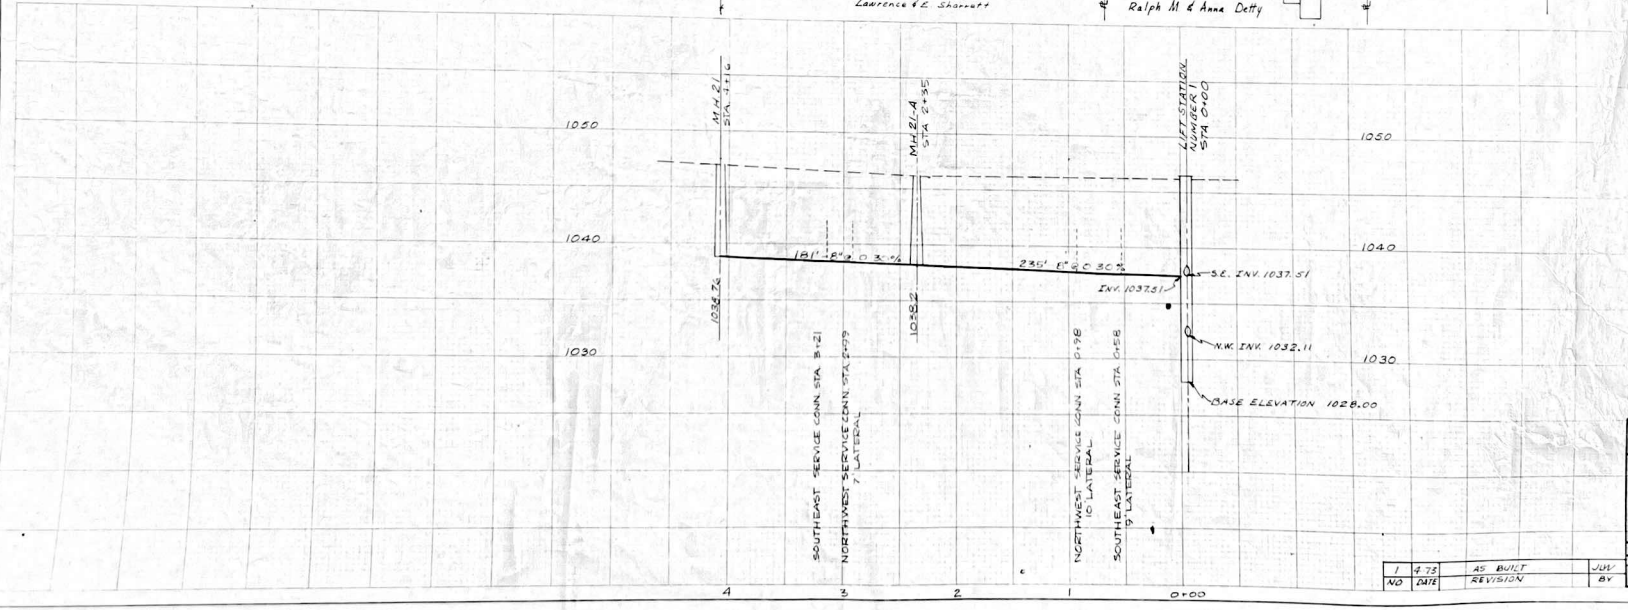 Lawrence & E. Sharrett
Ralph M & Anna Detty
M.H. 21
STA. 4+16
MH 21-A
STA 2+35
LIFT STATION
NUMBER 1
STA 0+00
1050
1050
1040
1040
181' - 8" @ 0.30%
235' 8" @ 0.30%
S.E. INV. 1037.51
INV. 1037.51
1038.76
1038.2
N.W. INV. 1032.11
1030
1030
BASE ELEVATION 1028.00
SOUTHEAST SERVICE CONN. STA. 3+21
NORTHWEST SERVICE CONN. STA. 2+99
7' LATERAL
NORTHWEST SERVICE CONN STA 0+98
10' LATERAL
SOUTHEAST SERVICE CONN STA 0+58
9' LATERAL
1 4-73 AS BUILT
NO DATE REVISION BY
4 3 2 1 0+00